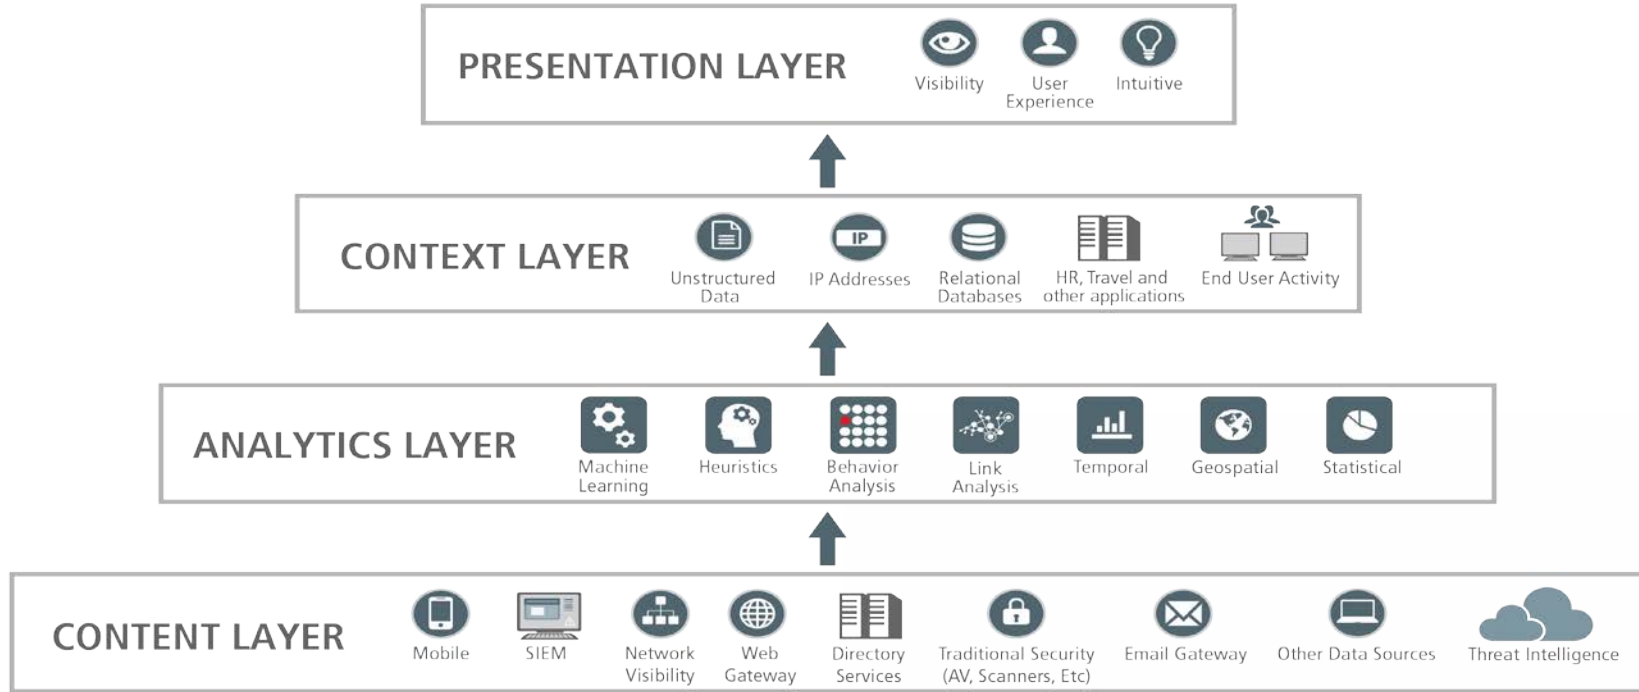 PRESENTATION LAYER
Visibility
User
Experience
Intuitive
CONTEXT LAYER
Unstructured
Data
IP
IP Addresses
Relational
Databases
HR, Travel and
other applications
End User Activity
ANALYTICS LAYER
Machine
Learning
Heuristics
Behavior
Analysis
Link
Analysis
Temporal
Geospatial
Statistical
CONTENT LAYER
Mobile
SIEM
Network
Visibility
Web
Gateway
Directory
Services
Traditional Security
(AV, Scanners, Etc)
Email Gateway
Other Data Sources
Threat Intelligence